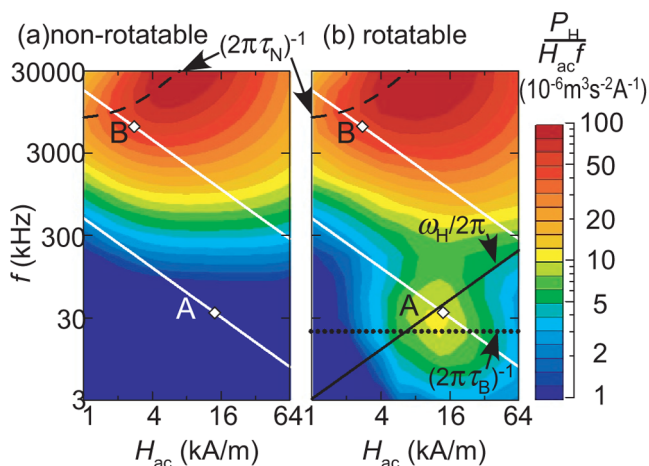 (a)non-rotatable
(2πτN)-1
(b) rotatable
PH
Hac f
(10-6m3s-2A-1)
30000
3000
300
30
3
f (kHz)
B
A
1
4
16
64
Hac (kA/m)
B
ωH/2π
A
(2πτB)-1
1
4
16
64
Hac (kA/m)
100
50
20
10
5
2
1